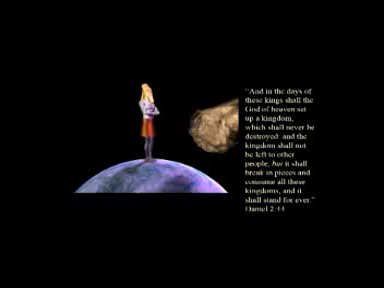 "And in the days of
these kings shall the
God of heaven set
up a kingdom,
which shall never be
destroyed: and the
kingdom shall not
be left to other
people, but it shall
break in pieces and
consume all these
kingdoms, and it
shall stand for ever."
Daniel 2:44